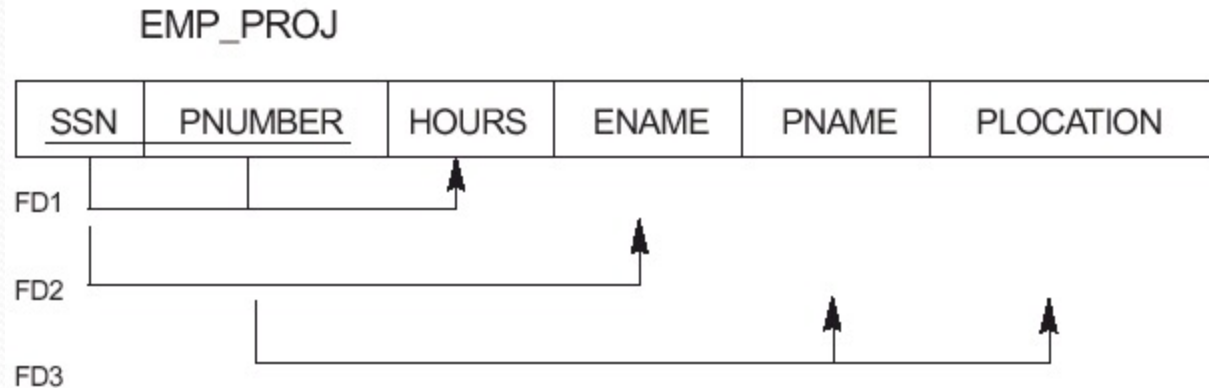 EMP_PROJ
SSN PNUMBER HOURS ENAME PNAME PLOCATION
FD1
FD2
FD3